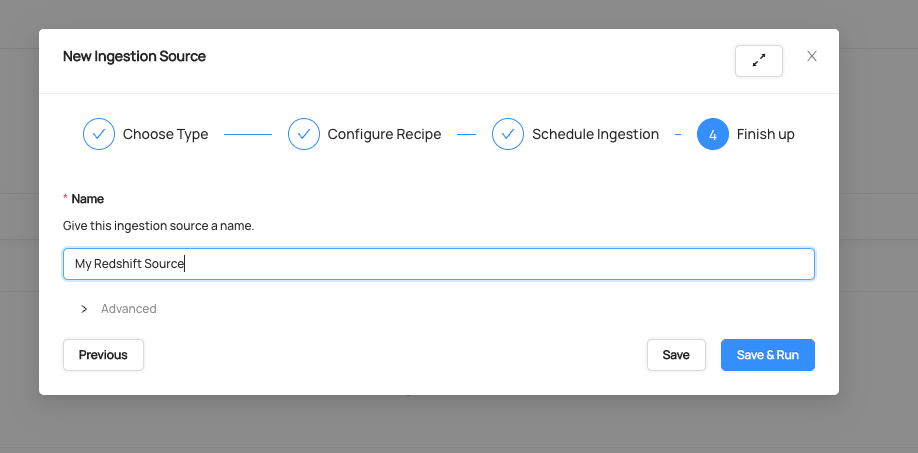 New Ingestion Source
Choose Type
Configure Recipe
Schedule Ingestion
4 Finish up
* Name
Give this ingestion source a name.
My Redshift Source
Advanced
Previous
Save
Save & Run